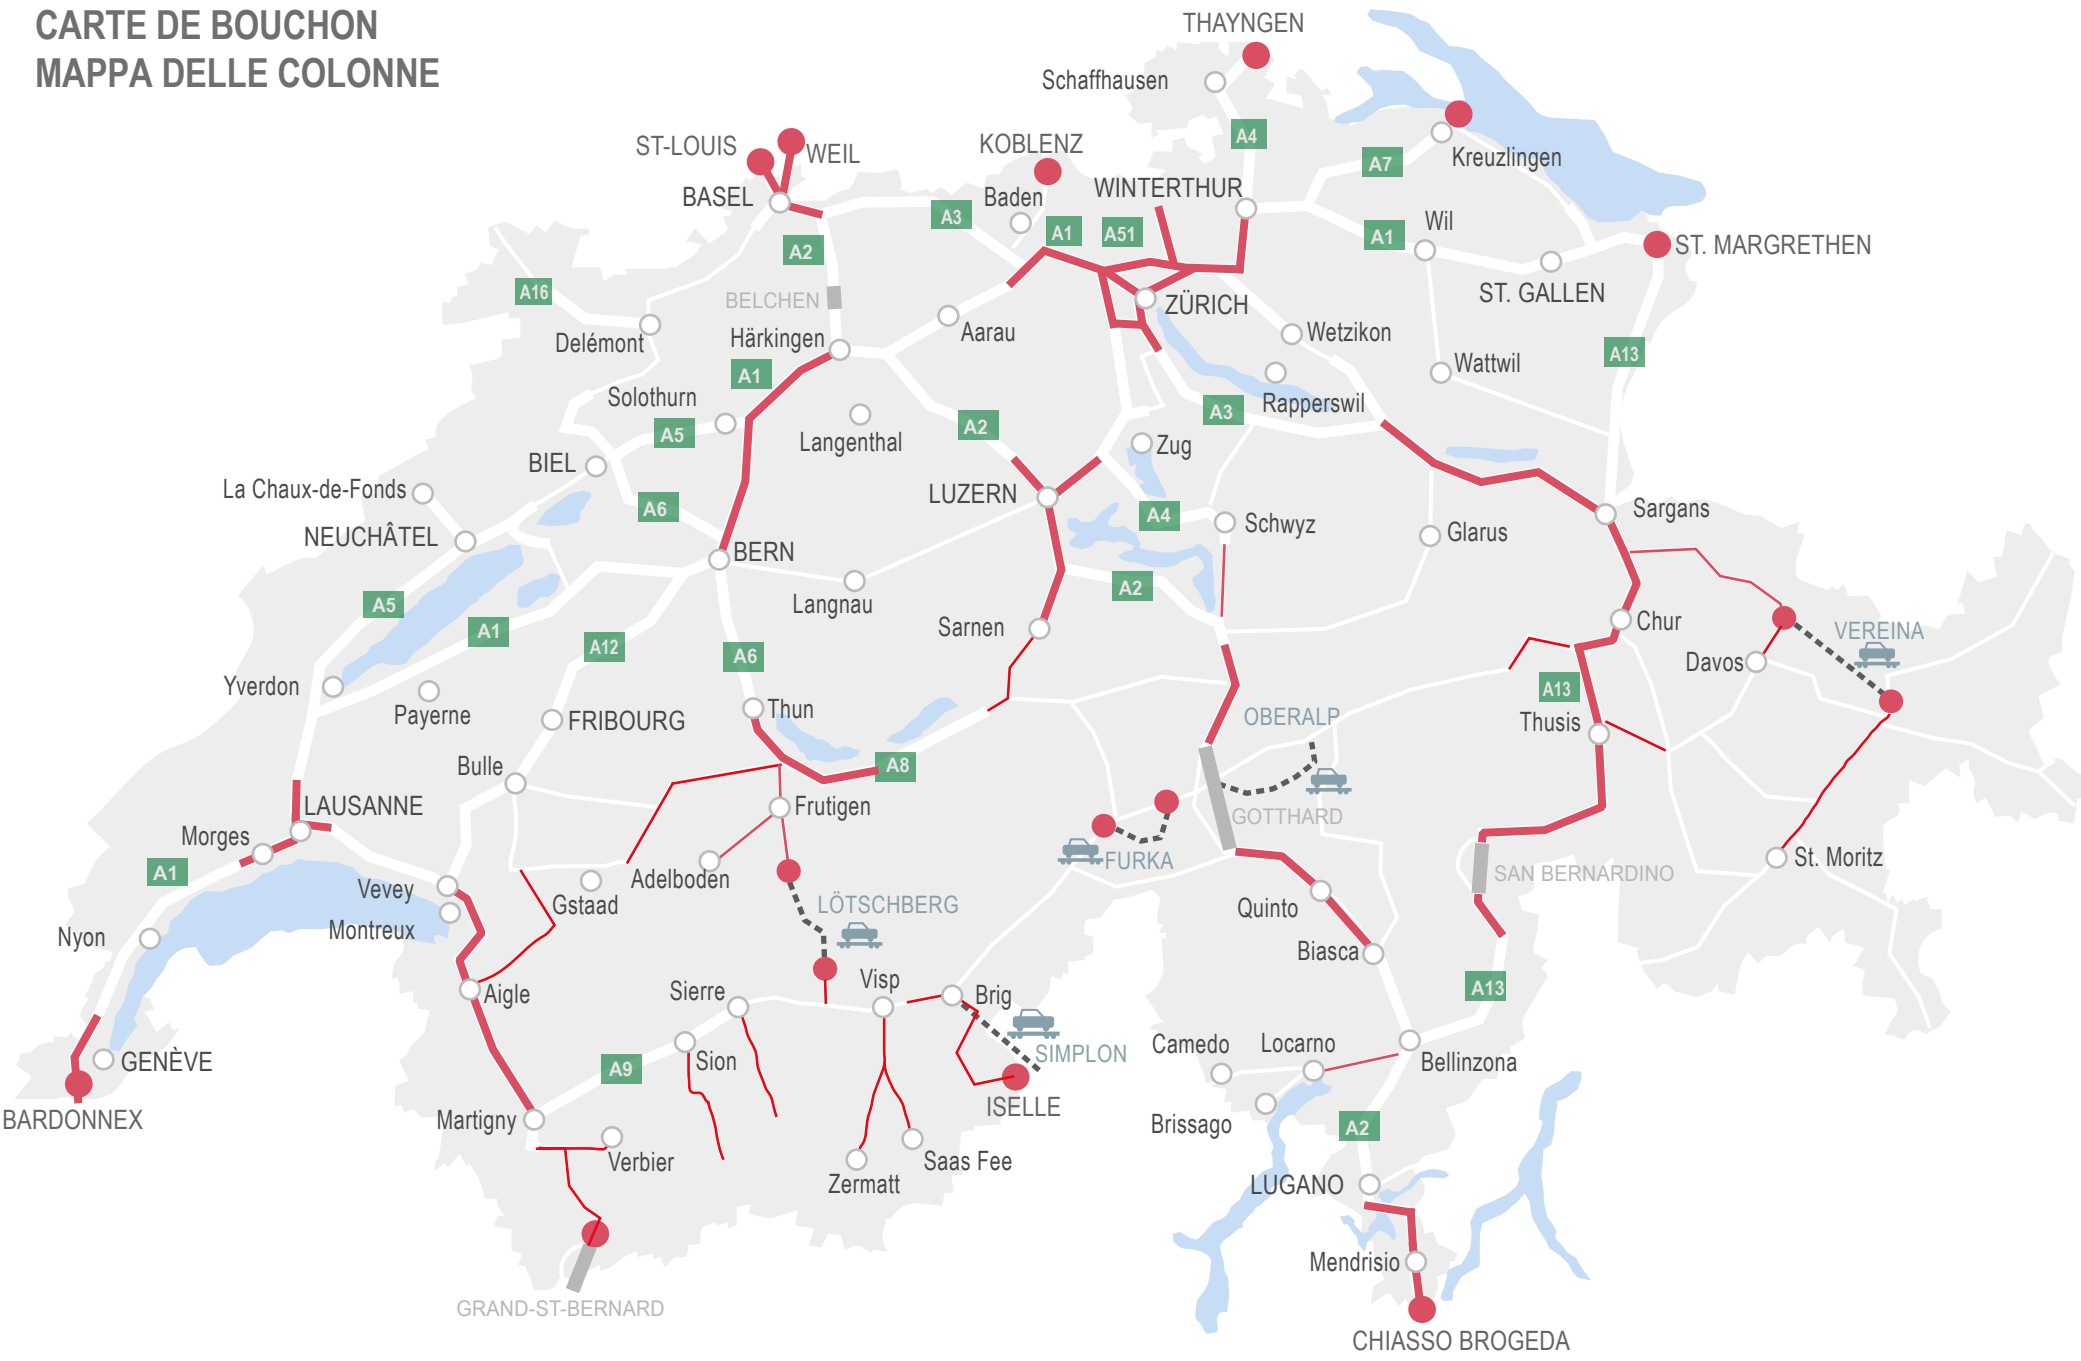 CARTE DE BOUCHON
MAPPA DELLE COLONNE
THAYNGEN
Schaffhausen
A4
ST-LOUIS
WEIL
KOBLENZ
A7
Kreuzlingen
BASEL
Baden
WINTERTHUR
A3
A1
A51
A1
Wil
A2
ST. MARGRETHEN
A16
BELCHEN
ZÜRICH
ST. GALLEN
Delémont
Härkingen
Aarau
Wetzikon
A13
Wattwil
A1
Solothurn
A5
Langenthal
A2
A3
Rapperswil
Zug
BIEL
La Chaux-de-Fonds
LUZERN
A6
A4
Schwyz
Glarus
Sargans
NEUCHÂTEL
BERN
A5
Langnau
A2
A1
A12
Sarnen
Chur
VEREINA
A6
Davos
Yverdon
Payerne
FRIBOURG
Thun
A13
OBERALP
Thusis
Bulle
A8
LAUSANNE
Frutigen
GOTTHARD
Morges
FURKA
St. Moritz
A1
Vevey
Gstaad
Adelboden
SAN BERNARDINO
LÖTSCHBERG
Quinto
Montreux
Nyon
Biasca
Aigle
Sierre
Visp
Brig
A13
GENÈVE
Sion
SIMPLON
Camedo
Locarno
Bellinzona
A9
BARDONNEX
Martigny
ISELLE
Brissago
A2
Verbier
Zermatt
Saas Fee
LUGANO
Mendrisio
GRAND-ST-BERNARD
CHIASSO BROGEDA